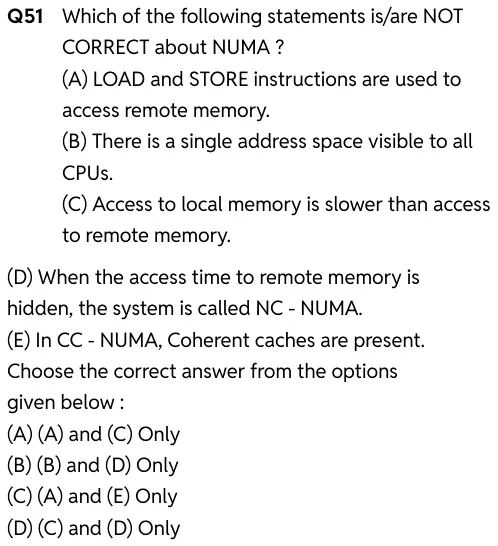 Q51 Which of the following statements is/are NOT
CORRECT about NUMA ?
(A) LOAD and STORE instructions are used to
access remote memory.
(B) There is a single address space visible to all
CPUs.
(C) Access to local memory is slower than access
to remote memory.
(D) When the access time to remote memory is
hidden, the system is called NC - NUMA.
(E) In CC - NUMA, Coherent caches are present.
Choose the correct answer from the options
given below :
(A) (A) and (C) Only
(B) (B) and (D) Only
(C) (A) and (E) Only
(D) (C) and (D) Only